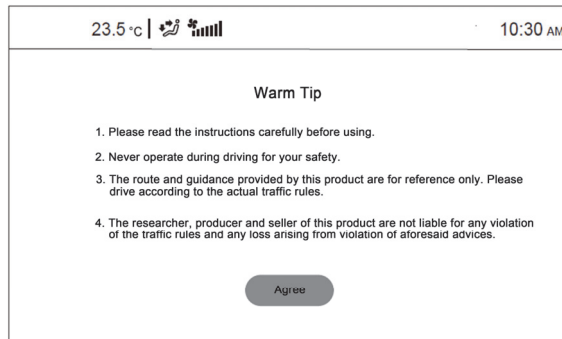 23.5 °C 10:30 AM
Warm Tip
1. Please read the instructions carefully before using.
2. Never operate during driving for your safety.
3. The route and guidance provided by this product are for reference only. Please
drive according to the actual traffic rules.
4. The researcher, producer and seller of this product are not liable for any violation
of the traffic rules and any loss arising from violation of aforesaid advices.
Agree